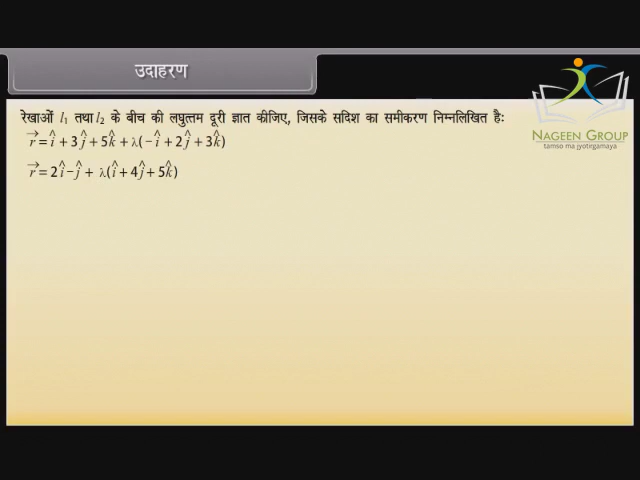 उदाहरण
रेखाओं l₁ तथा l₂ के बीच की लघुत्तम दूरी ज्ञात कीजिए, जिसके सदिश का समीकरण निम्नलिखित है:
r⃗ = î + 3ĵ + 5k̂ + λ(-î + 2ĵ + 3k̂)
r⃗ = 2î - ĵ + λ(î + 4ĵ + 5k̂)
NAGEEN GROUP
tamso ma jyotirgamaya